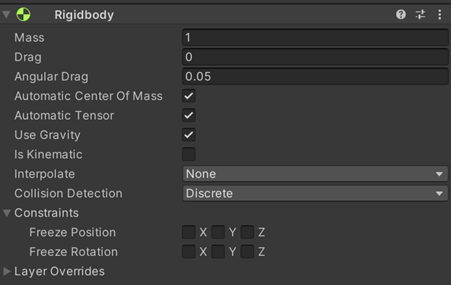 Rigidbody
Mass 1
Drag 0
Angular Drag 0.05
Automatic Center Of Mass
Automatic Tensor
Use Gravity
Is Kinematic
Interpolate None
Collision Detection Discrete
Constraints
Freeze Position X Y Z
Freeze Rotation X Y Z
Layer Overrides